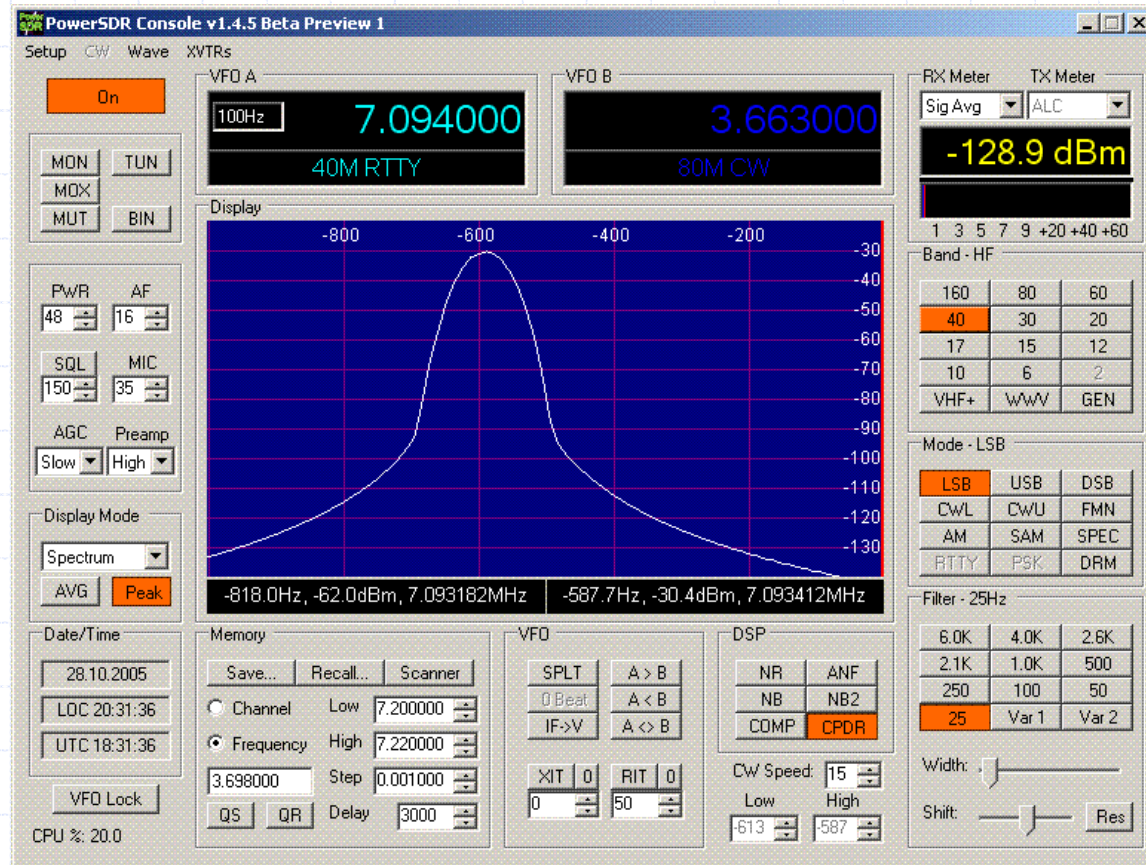 PowerSDR Console v1.4.5 Beta Preview 1
Setup CW Wave XVTRs
On
MON TUN
MOX
MUT BIN
PWR AF
48 16
SQL MIC
150 35
AGC Preamp
Slow High
Display Mode
Spectrum
AVG Peak
Date/Time
28.10.2005
LOC 20:31:36
UTC 18:31:36
VFO Lock
CPU %: 20.0
VFO A
100Hz 7.094000
40M RTTY
VFO B
3.663000
80M CW
Display
-800 -600 -400 -200
-30
-40
-50
-60
-70
-80
-90
-100
-110
-120
-130
-818.0Hz, -62.0dBm, 7.093182MHz -587.7Hz, -30.4dBm, 7.093412MHz
Memory
Save... Recall... Scanner
Channel Low 7.200000
Frequency High 7.220000
3.698000 Step 0.001000
QS QR Delay 3000
VFO
SPLT A > B
0 Beat A < B
IF->V A <> B
XIT 0 RIT 0
0 50
DSP
NR ANF
NB NB2
COMP CPDR
CW Speed: 15
Low High
-613 -587
RX Meter TX Meter
Sig Avg ALC
-128.9 dBm
1 3 5 7 9 +20 +40 +60
Band - HF
160 80 60
40 30 20
17 15 12
10 6 2
VHF+ WWV GEN
Mode - LSB
LSB USB DSB
CWL CWU FMN
AM SAM SPEC
RTTY PSK DRM
Filter - 25Hz
6.0K 4.0K 2.6K
2.1K 1.0K 500
250 100 50
25 Var 1 Var 2
Width:
Shift: Res